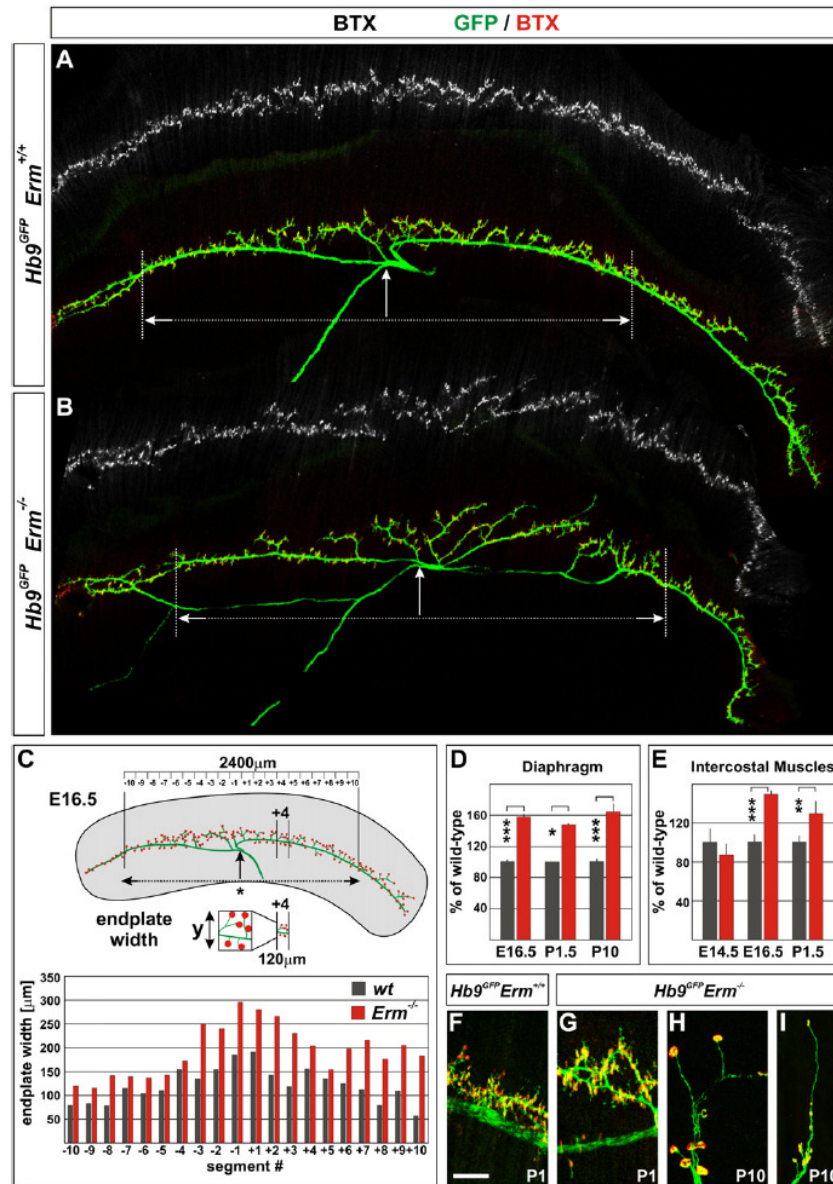 BTX GFP / BTX
Hb9GFP Erm+/+
A
Hb9GFP Erm-/-
B
C
2400μm
-10 -9 -8 -7 -6 -5 -4 -3 -2 -1 +1 +2 +3 +4 +5 +6 +7 +8 +9 +10
E16.5
+4
*
endplate
width
y
+4
120μm
endplate width [μm]
350
300
250
200
150
100
50
wt
Erm-/-
-10 -9 -8 -7 -6 -5 -4 -3 -2 -1 +1 +2 +3 +4 +5 +6 +7 +8 +9 +10
segment #
D
Diaphragm
% of wild-type
160
120
80
40
***
*
***
E16.5 P1.5 P10
E
Intercostal Muscles
% of wild-type
120
80
40
***
**
E14.5 E16.5 P1.5
Hb9GFPErm+/+ Hb9GFPErm-/-
F G H I
P1 P1 P10 P10